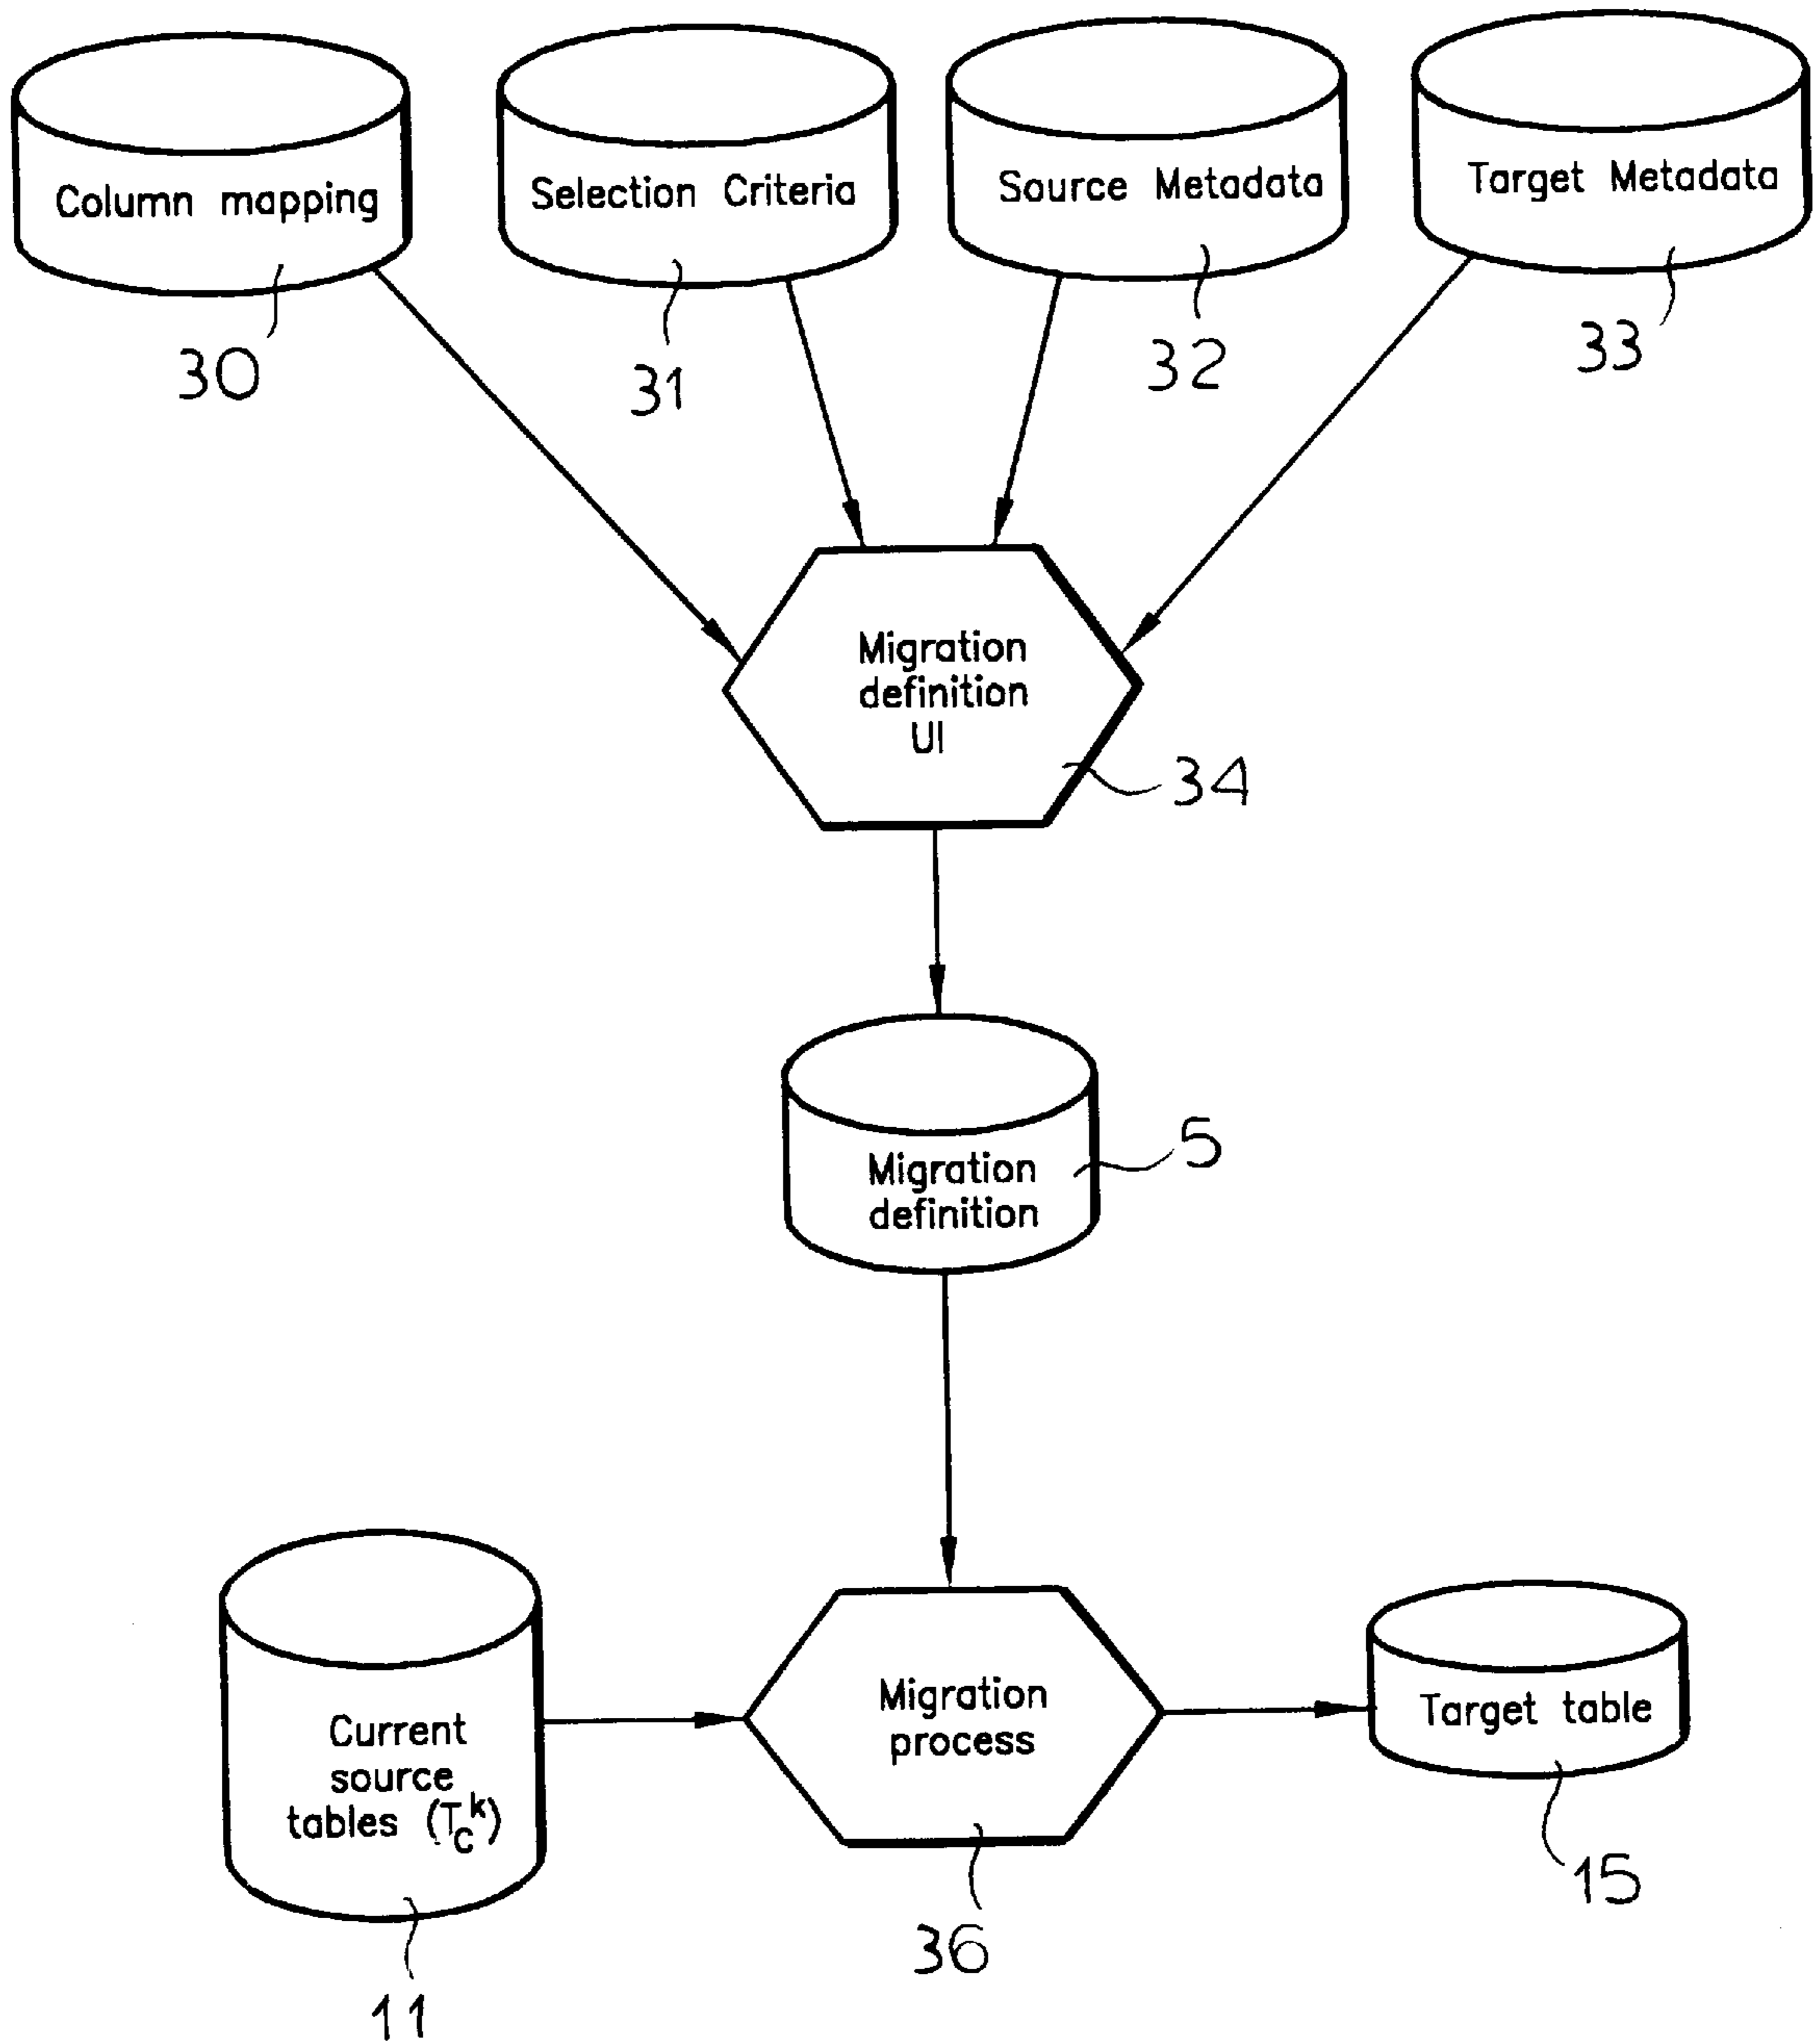 Column mapping
Selection Criteria
Source Metadata
Target Metadata
30
31
32
33
Migration
definition
UI
34
Migration
definition
5
Current
source
tables (T_C^k)
Migration
process
Target table
11
36
15